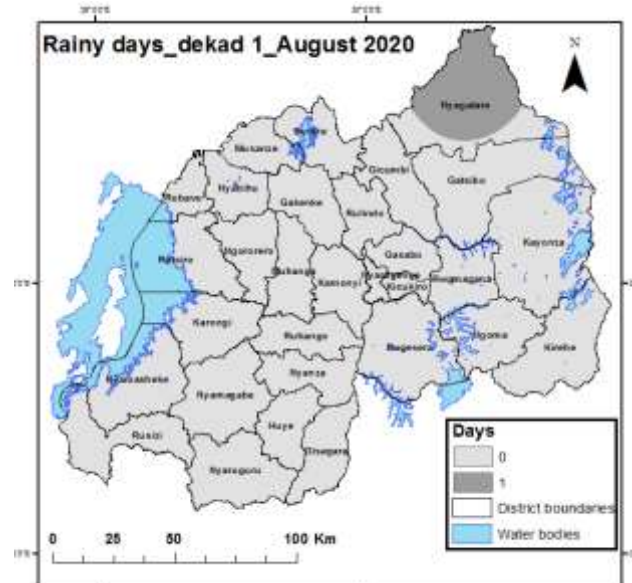 Rainy days_dekad 1_August 2020
N
Nyagatare
Burera
Musanze
Gicumbi
Gatsibo
Nyabihu
Rubavu
Gakenke
Rulindo
Kayonza
Rutsiro
Ngororero
Gasabo
Muhanga
Kamonyi
Nyarugenge
Kicukiro
Rwamagana
Karongi
Ruhango
Bugesera
Ngoma
Kirehe
Nyamasheke
Nyanza
Nyamagabe
Huye
Rusizi
Gisagara
Nyaruguru
Days
0
1
District boundaries
Water bodies
0 25 50 100 Km